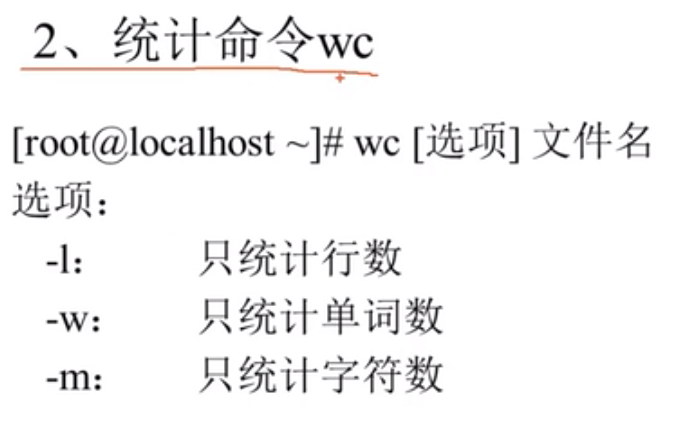 2、统计命令wc
[root@localhost ~]# wc [选项] 文件名
选项：
-l： 只统计行数
-w： 只统计单词数
-m： 只统计字符数